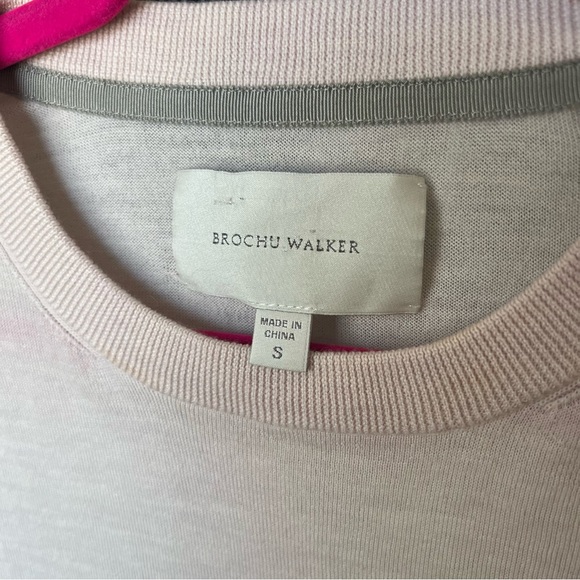 BROCHU WALKER
MADE IN
CHINA
S